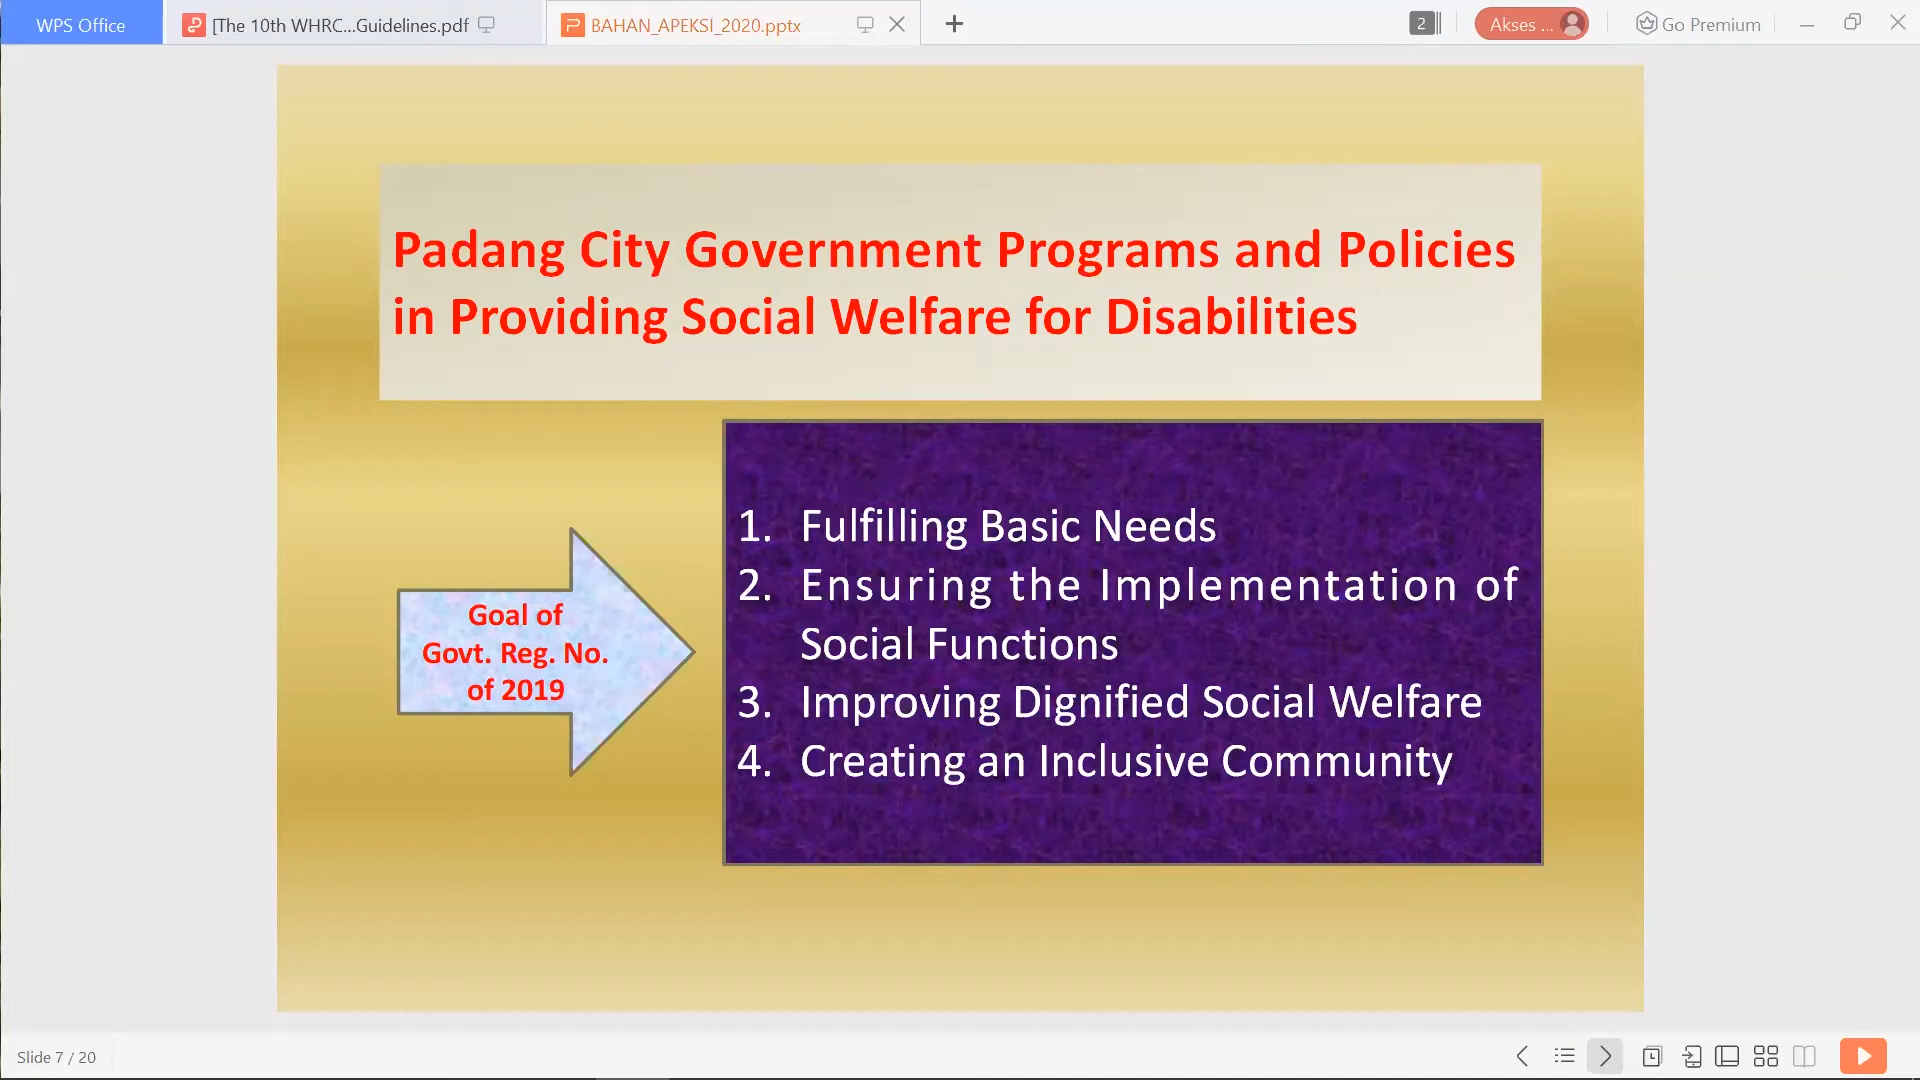 WPS Office
[The 10th WHRC...Guidelines.pdf
BAHAN_APEKSI_2020.pptx
2
Akses ...
Go Premium
Padang City Government Programs and Policies
in Providing Social Welfare for Disabilities
Goal of
Govt. Reg. No.
of 2019
1. Fulfilling Basic Needs
2. Ensuring the Implementation of
Social Functions
3. Improving Dignified Social Welfare
4. Creating an Inclusive Community
Slide 7 / 20